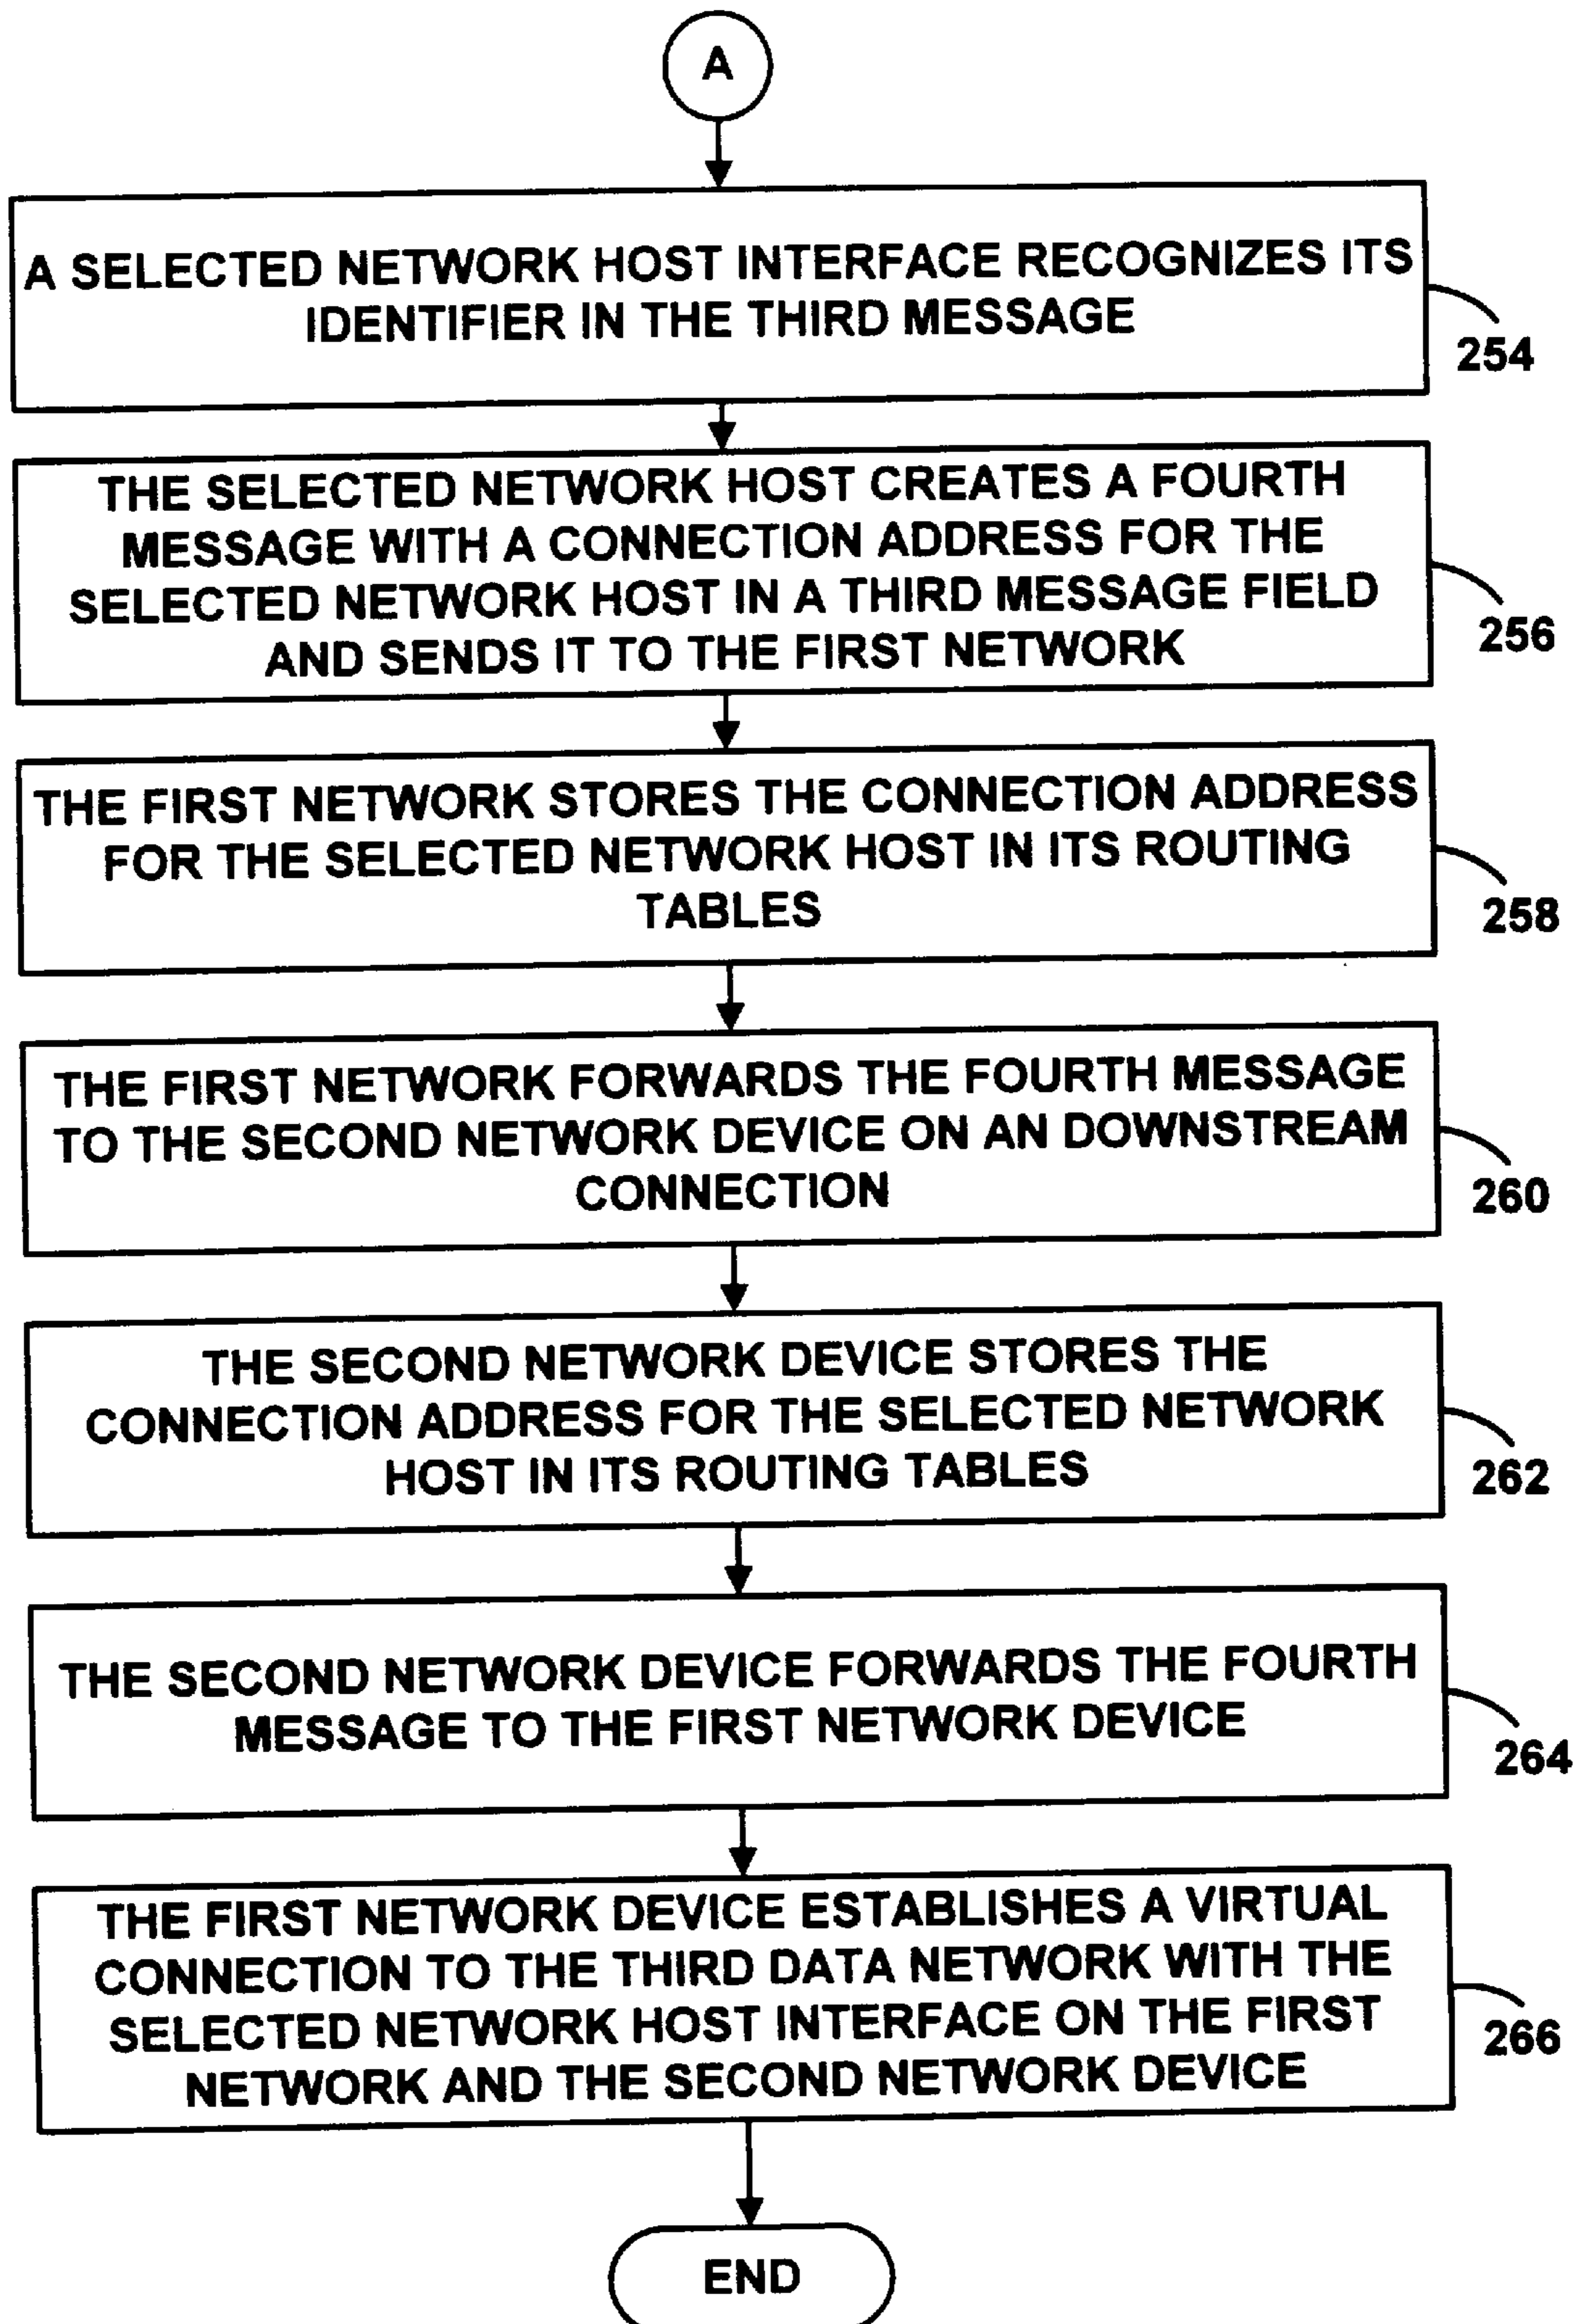 A
A SELECTED NETWORK HOST INTERFACE RECOGNIZES ITS
IDENTIFIER IN THE THIRD MESSAGE
254
THE SELECTED NETWORK HOST CREATES A FOURTH
MESSAGE WITH A CONNECTION ADDRESS FOR THE
SELECTED NETWORK HOST IN A THIRD MESSAGE FIELD
AND SENDS IT TO THE FIRST NETWORK
256
THE FIRST NETWORK STORES THE CONNECTION ADDRESS
FOR THE SELECTED NETWORK HOST IN ITS ROUTING
TABLES
258
THE FIRST NETWORK FORWARDS THE FOURTH MESSAGE
TO THE SECOND NETWORK DEVICE ON AN DOWNSTREAM
CONNECTION
260
THE SECOND NETWORK DEVICE STORES THE
CONNECTION ADDRESS FOR THE SELECTED NETWORK
HOST IN ITS ROUTING TABLES
262
THE SECOND NETWORK DEVICE FORWARDS THE FOURTH
MESSAGE TO THE FIRST NETWORK DEVICE
264
THE FIRST NETWORK DEVICE ESTABLISHES A VIRTUAL
CONNECTION TO THE THIRD DATA NETWORK WITH THE
SELECTED NETWORK HOST INTERFACE ON THE FIRST
NETWORK AND THE SECOND NETWORK DEVICE
266
END